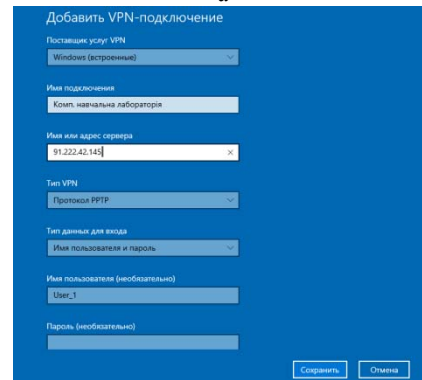 Добавить VPN-подключение
Поставщик услуг VPN
Windows (встроенные)
Имя подключения
Комп. навчальна лабораторія
Имя или адрес сервера
91.222.42.145
Тип VPN
Протокол PPTP
Тип данных для входа
Имя пользователя и пароль
Имя пользователя (необязательно)
User_1
Пароль (необязательно)
Сохранить Отмена